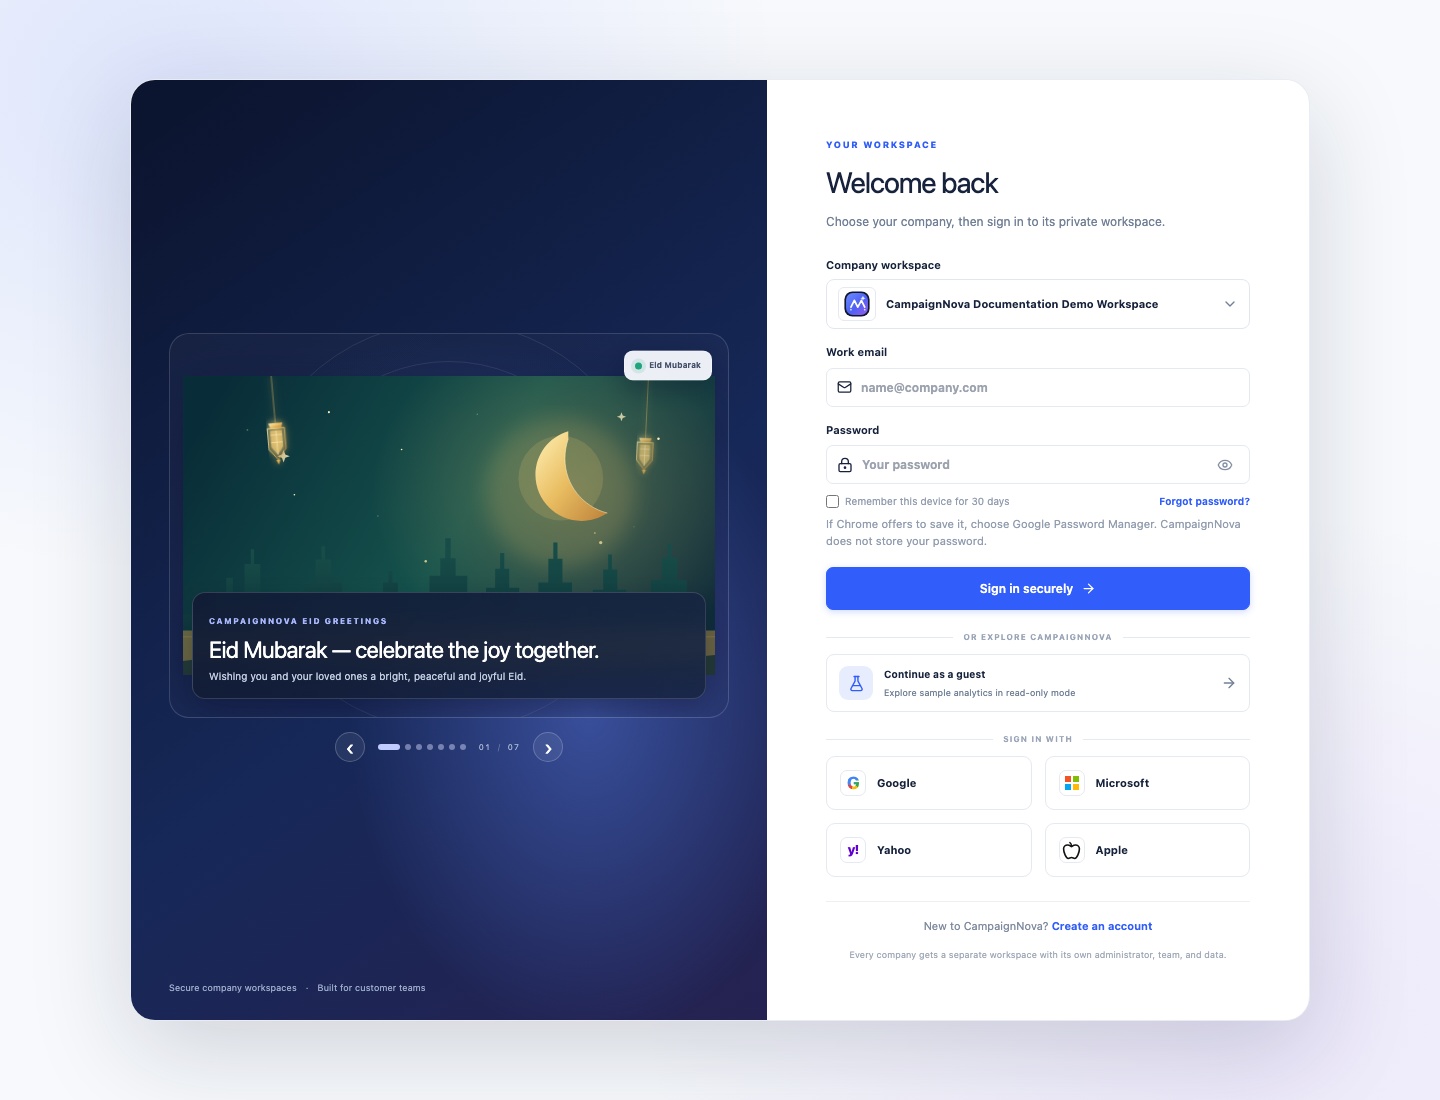 Eid Mubarak
CAMPAIGNNOVA EID GREETINGS
Eid Mubarak — celebrate the joy together.
Wishing you and your loved ones a bright, peaceful and joyful Eid.
01 / 07
Secure company workspaces · Built for customer teams
YOUR WORKSPACE
Welcome back
Choose your company, then sign in to its private workspace.
Company workspace
CampaignNova Documentation Demo Workspace
Work email
name@company.com
Password
Your password
Remember this device for 30 days Forgot password?
If Chrome offers to save it, choose Google Password Manager. CampaignNova
does not store your password.
Sign in securely
OR EXPLORE CAMPAIGNNOVA
Continue as a guest
Explore sample analytics in read-only mode
SIGN IN WITH
G Google
Microsoft
y! Yahoo
Apple
New to CampaignNova? Create an account
Every company gets a separate workspace with its own administrator, team, and data.